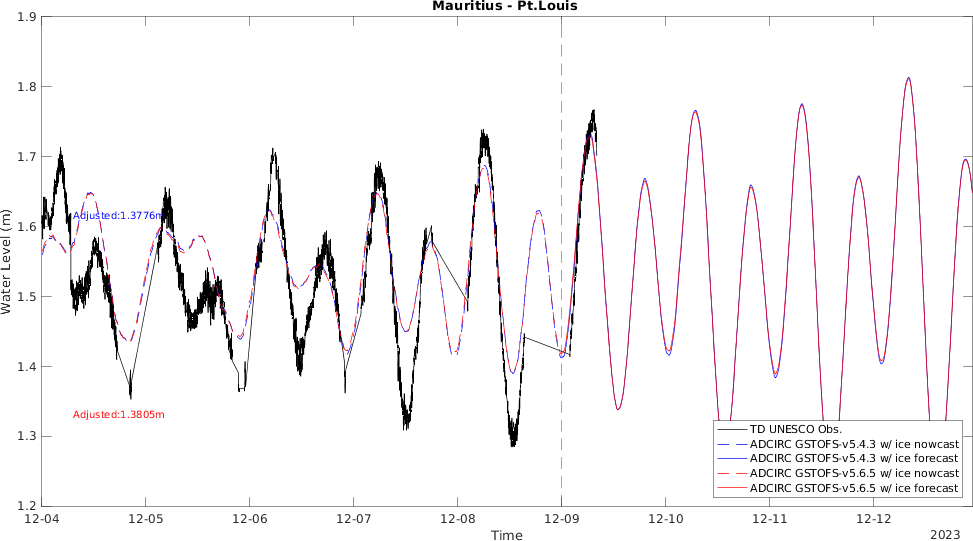 Mauritius - Pt.Louis
1.9
1.8
1.7
1.6
1.5
1.4
1.3
1.2
Water Level (m)
Adjusted:1.3776m
Adjusted:1.3805m
TD UNESCO Obs.
ADCIRC GSTOFS-v5.4.3 w/ ice nowcast
ADCIRC GSTOFS-v5.4.3 w/ ice forecast
ADCIRC GSTOFS-v5.6.5 w/ ice nowcast
ADCIRC GSTOFS-v5.6.5 w/ ice forecast
12-04 12-05 12-06 12-07 12-08 12-09 12-10 12-11 12-12
Time
2023